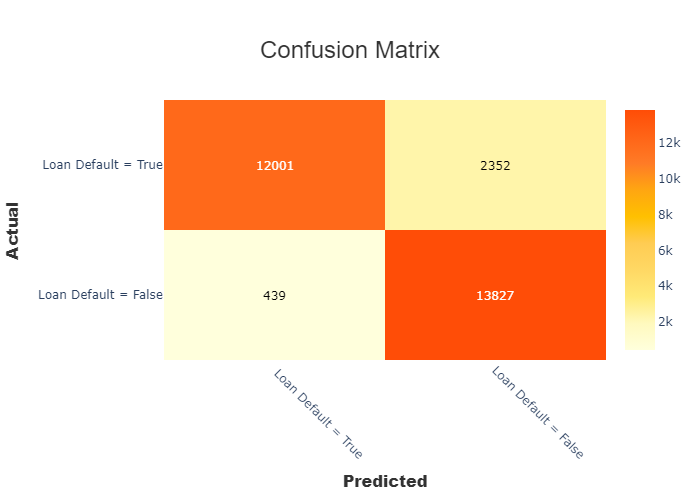 Confusion Matrix
Actual
Loan Default = True
12001
2352
Loan Default = False
439
13827
12k
10k
8k
6k
4k
2k
Loan Default = True
Loan Default = False
Predicted